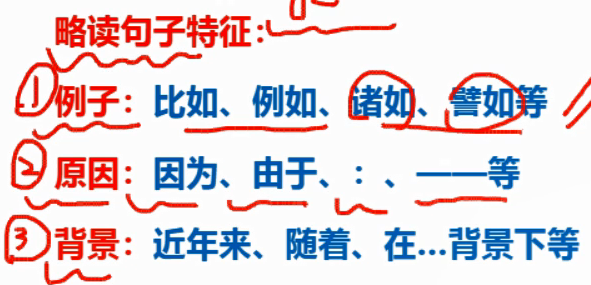 略读句子特征：
1 例子：比如、例如、诸如、譬如等
2 原因：因为、由于、：、——等
3 背景：近年来、随着、在…背景下等